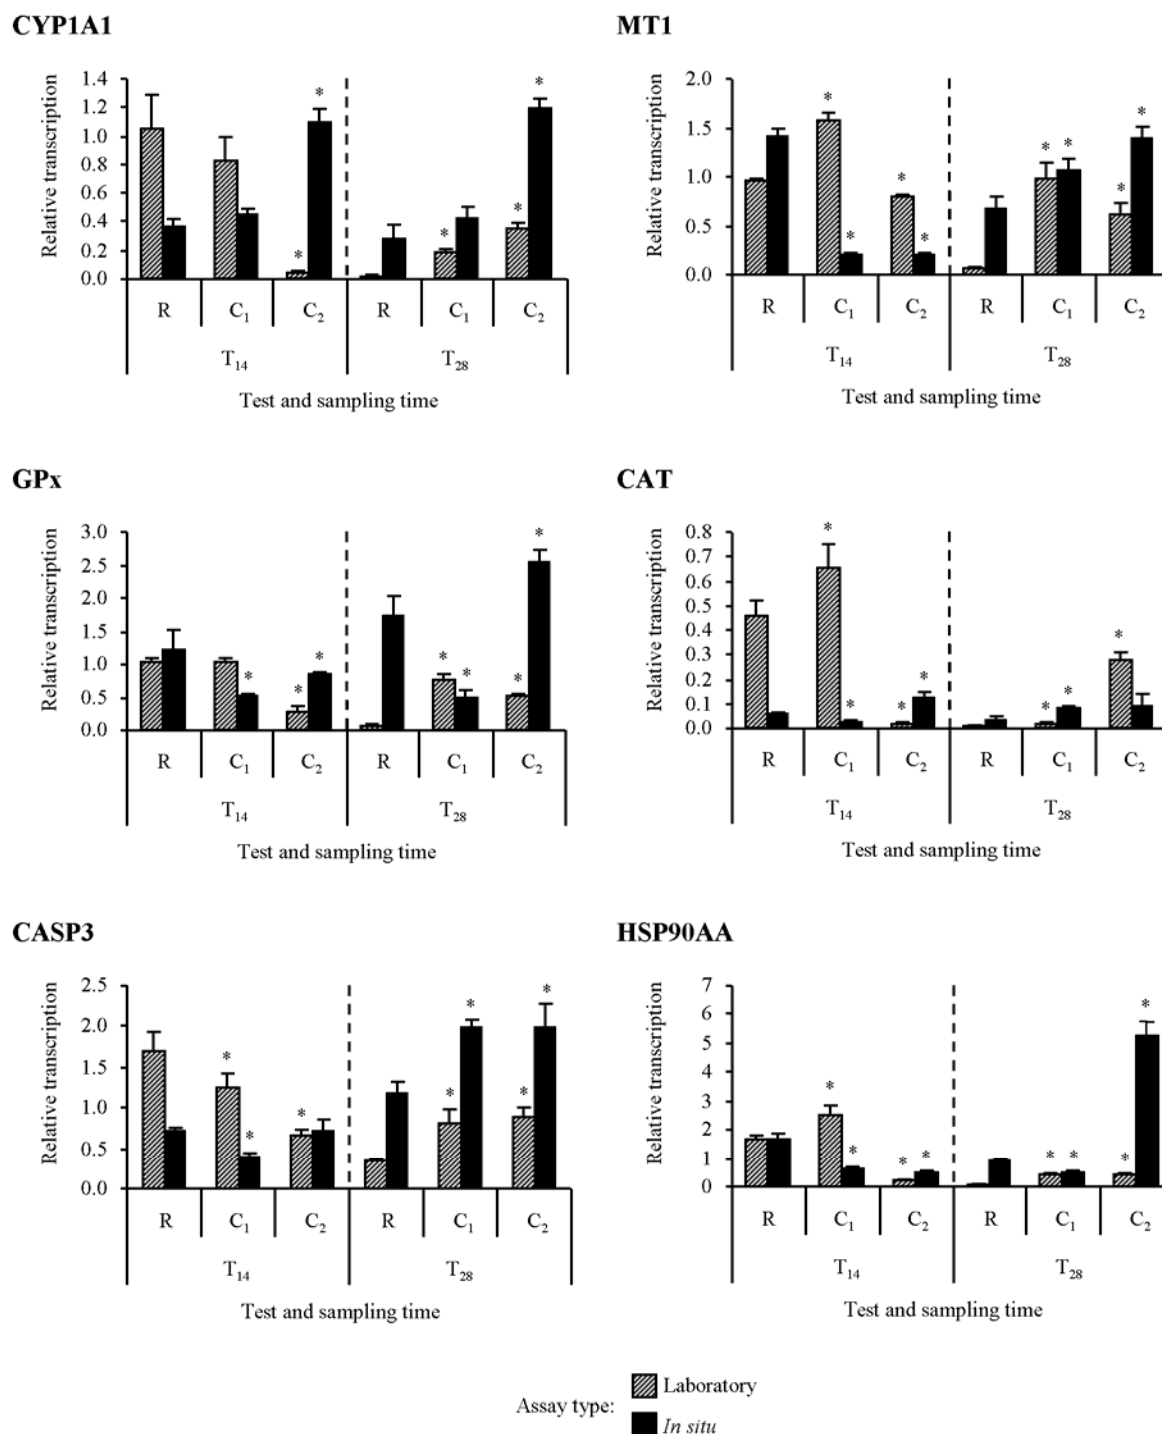 CYP1A1
Relative transcription
1.4
1.2
1.0
0.8
0.6
0.4
0.2
0.0
* * * * *
R C₁ C₂ R C₁ C₂
T₁₄ T₂₈
Test and sampling time
MT1
Relative transcription
2.0
1.5
1.0
0.5
0.0
* * * * * * * *
R C₁ C₂ R C₁ C₂
T₁₄ T₂₈
Test and sampling time
GPx
Relative transcription
3.0
2.5
2.0
1.5
1.0
0.5
0.0
* * * * * * *
R C₁ C₂ R C₁ C₂
T₁₄ T₂₈
Test and sampling time
CAT
Relative transcription
0.8
0.7
0.6
0.5
0.4
0.3
0.2
0.1
0.0
* * * * * * *
R C₁ C₂ R C₁ C₂
T₁₄ T₂₈
Test and sampling time
CASP3
Relative transcription
2.5
2.0
1.5
1.0
0.5
0.0
* * * * * * *
R C₁ C₂ R C₁ C₂
T₁₄ T₂₈
Test and sampling time
HSP90AA
Relative transcription
7
6
5
4
3
2
1
0
* * * * * * * *
R C₁ C₂ R C₁ C₂
T₁₄ T₂₈
Test and sampling time
Assay type:
Laboratory
In situ